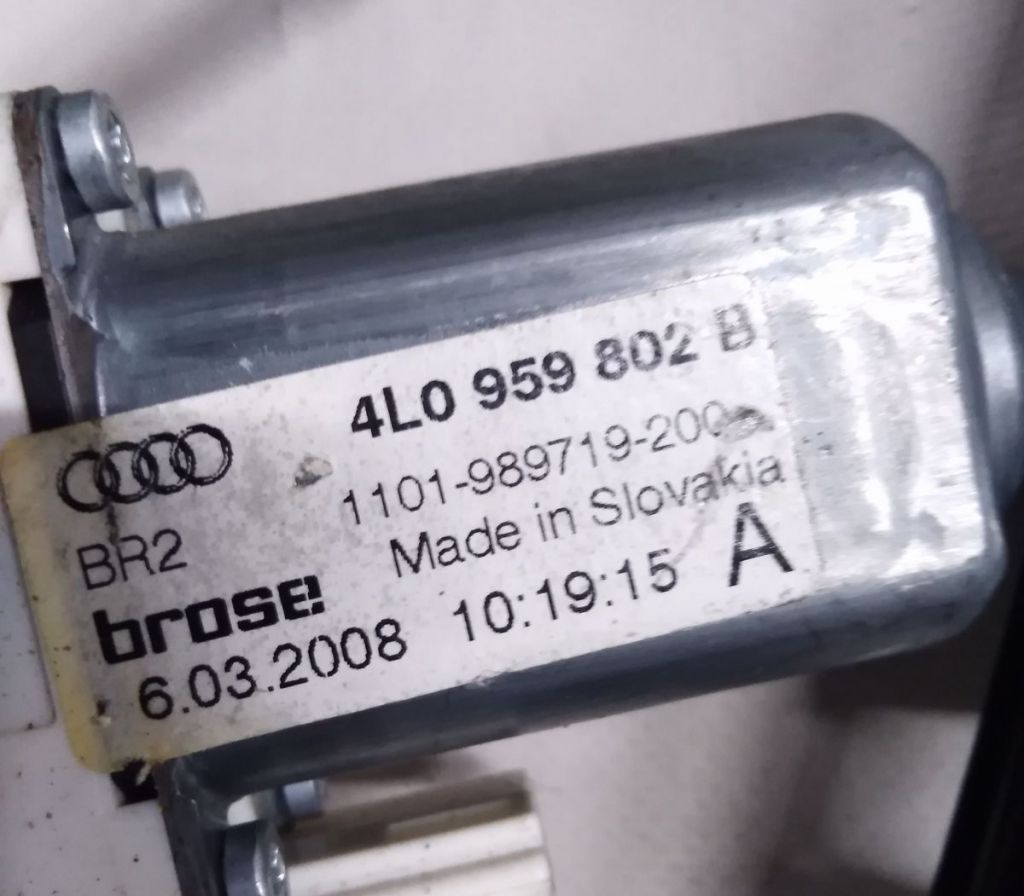 4L0 959 802 B
1101-989719-200
Made in Slovakia
BR2
brose
6.03.2008 10:19:15 A